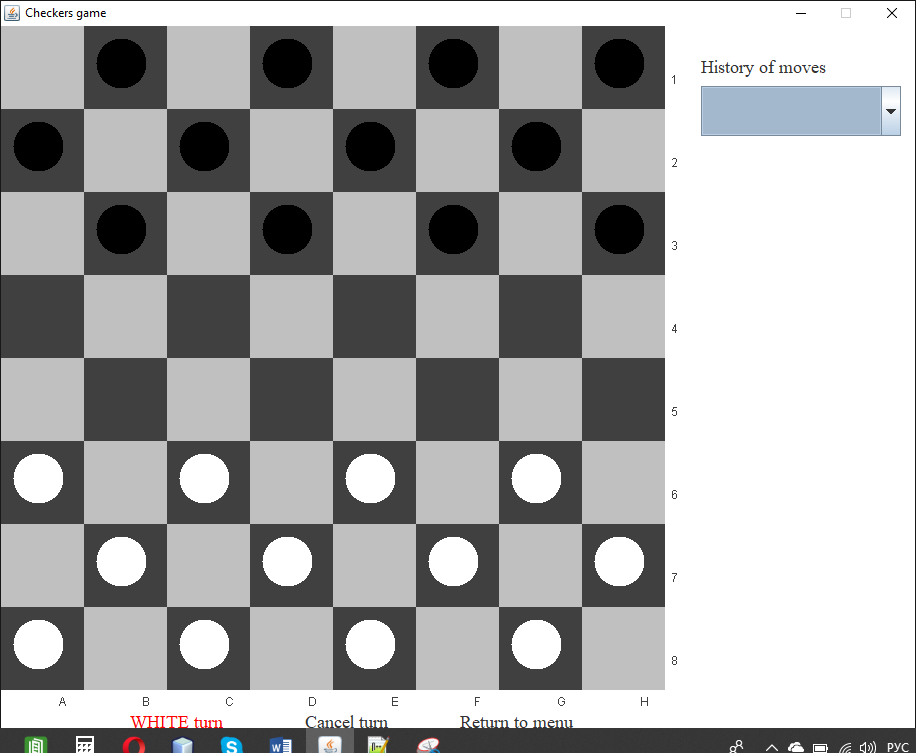 Checkers game
History of moves
1
2
3
4
5
6
7
8
A B C D E F G H
WHITE turn Cancel turn Return to menu
РУС